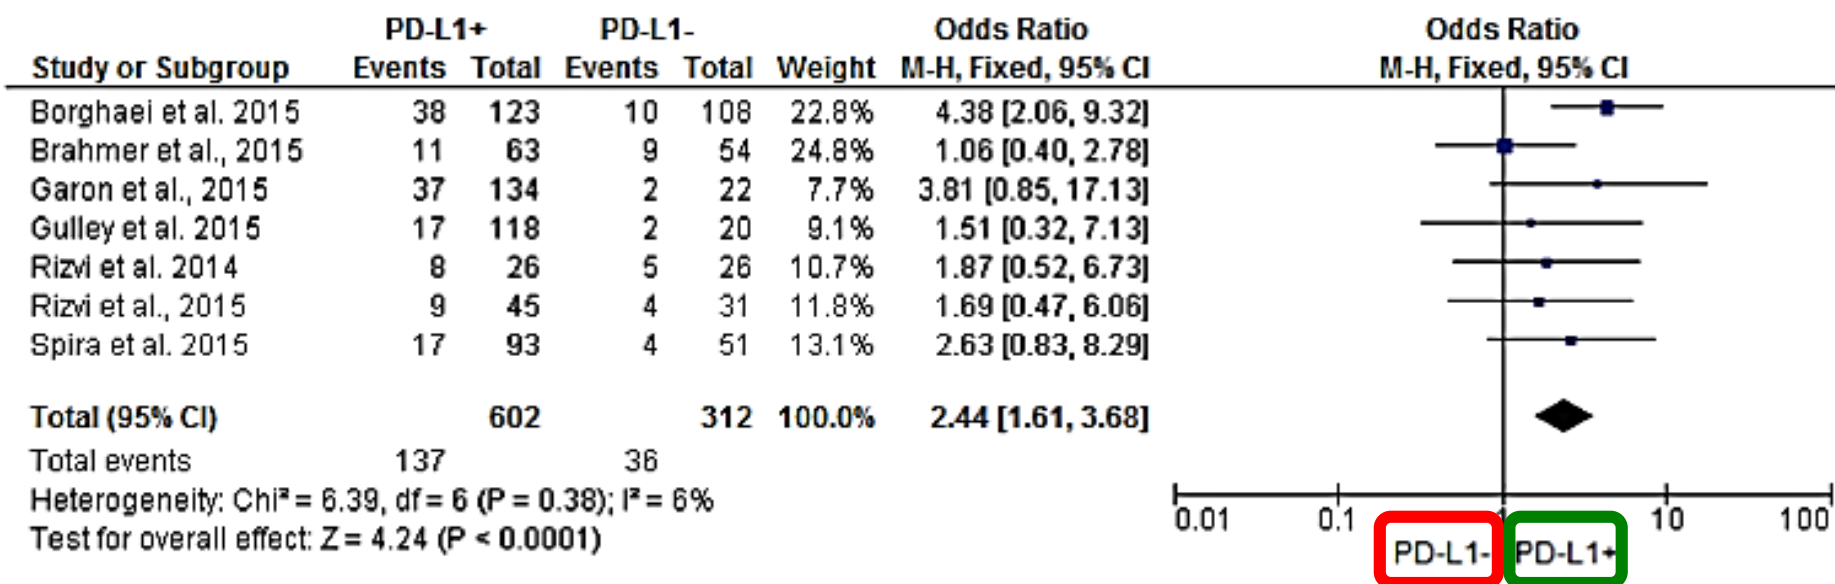 PD-L1+ PD-L1- Odds Ratio Odds Ratio
Study or Subgroup Events Total Events Total Weight M-H, Fixed, 95% CI M-H, Fixed, 95% CI
Borghaei et al. 2015 38 123 10 108 22.8% 4.38 [2.06, 9.32]
Brahmer et al., 2015 11 63 9 54 24.8% 1.06 [0.40, 2.78]
Garon et al., 2015 37 134 2 22 7.7% 3.81 [0.85, 17.13]
Gulley et al. 2015 17 118 2 20 9.1% 1.51 [0.32, 7.13]
Rizvi et al. 2014 8 26 5 26 10.7% 1.87 [0.52, 6.73]
Rizvi et al., 2015 9 45 4 31 11.8% 1.69 [0.47, 6.06]
Spira et al. 2015 17 93 4 51 13.1% 2.63 [0.83, 8.29]
Total (95% CI) 602 312 100.0% 2.44 [1.61, 3.68]
Total events 137 36
Heterogeneity: Chi² = 6.39, df = 6 (P = 0.38); I² = 6%
Test for overall effect: Z = 4.24 (P < 0.0001)
0.01 0.1 1 10 100
PD-L1- PD-L1+